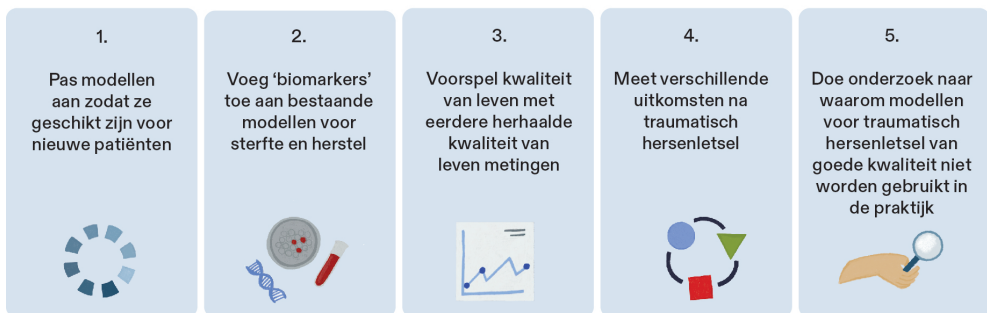 1.
Pas modellen
aan zodat ze
geschikt zijn voor
nieuwe patiënten
2.
Voeg ‘biomarkers’
toe aan bestaande
modellen voor
sterfte en herstel
3.
Voorspel kwaliteit
van leven met
eerdere herhaalde
kwaliteit van
leven metingen
4.
Meet verschillende
uitkomsten na
traumatisch
hersenletsel
5.
Doe onderzoek naar
waarom modellen
voor traumatisch
hersenletsel van
goede kwaliteit niet
worden gebruikt in
de praktijk